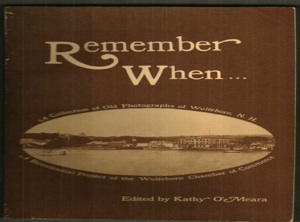 Remember
When...
A Collection of Old Photographs of Wolfeboro, N. H.
A Bicentennial Project of the Wolfeboro Chamber of Commerce
Edited by Kathy O'Meara